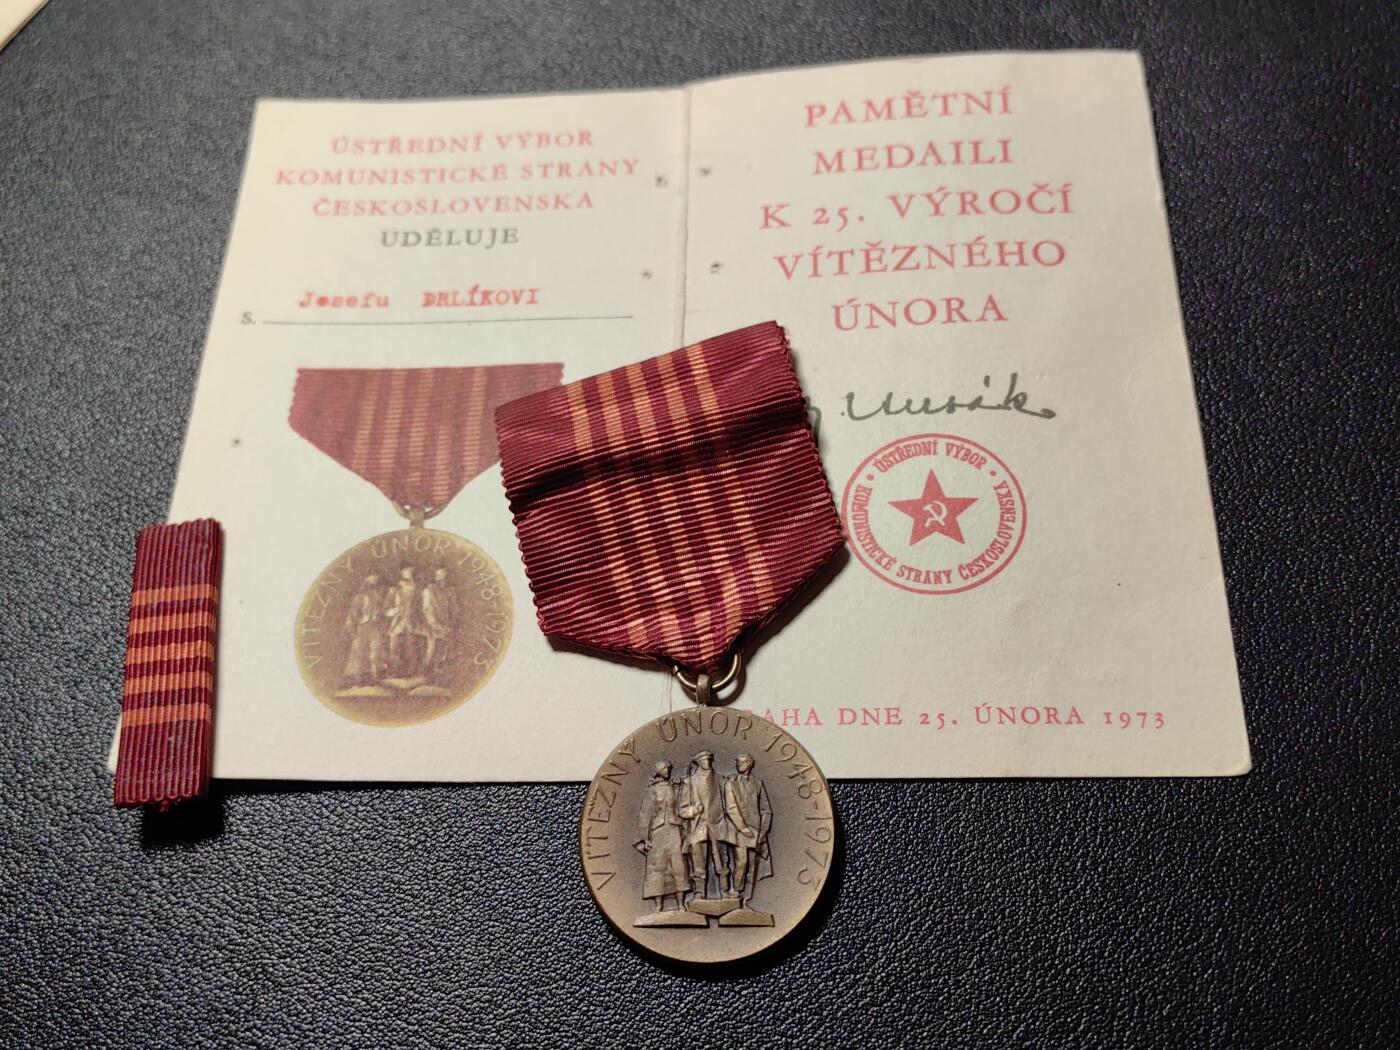 ÚSTŘEDNÍ VÝBOR
KOMUNISTICKÉ STRANY
ČESKOSLOVENSKA
UDĚLUJE
s. Josefu DRLÍKOVI
VÍTĚZNÝ ÚNOR 1948-1973
PAMĚTNÍ
MEDAILI
K 25. VÝROČÍ
VÍTĚZNÉHO
ÚNORA
ÚSTŘEDNÍ VÝBOR
KOMUNISTICKÉ STRANY ČESKOSLOVENSKA
AHA DNE 25. ÚNORA 1973
VÍTĚZNÝ ÚNOR 1948-1973